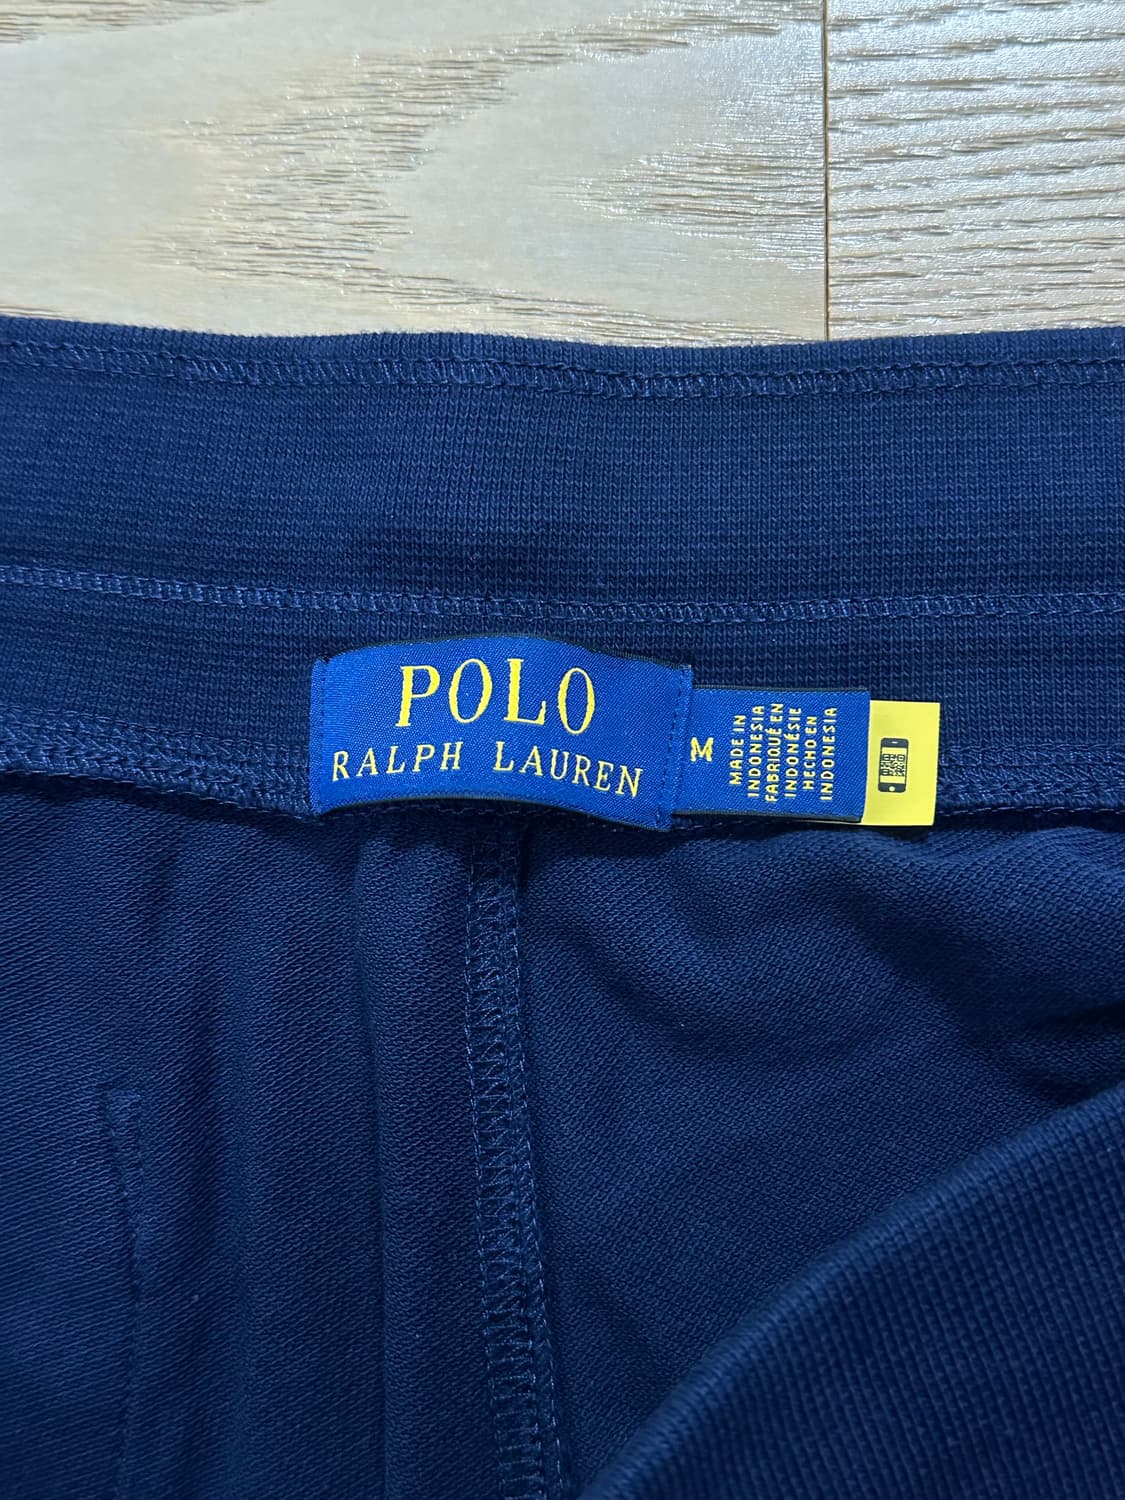 POLO
RALPH LAUREN
M
MADE IN
INDONESIA
FABRIQUÉ EN
INDONÉSIE
HECHO EN
INDONESIA